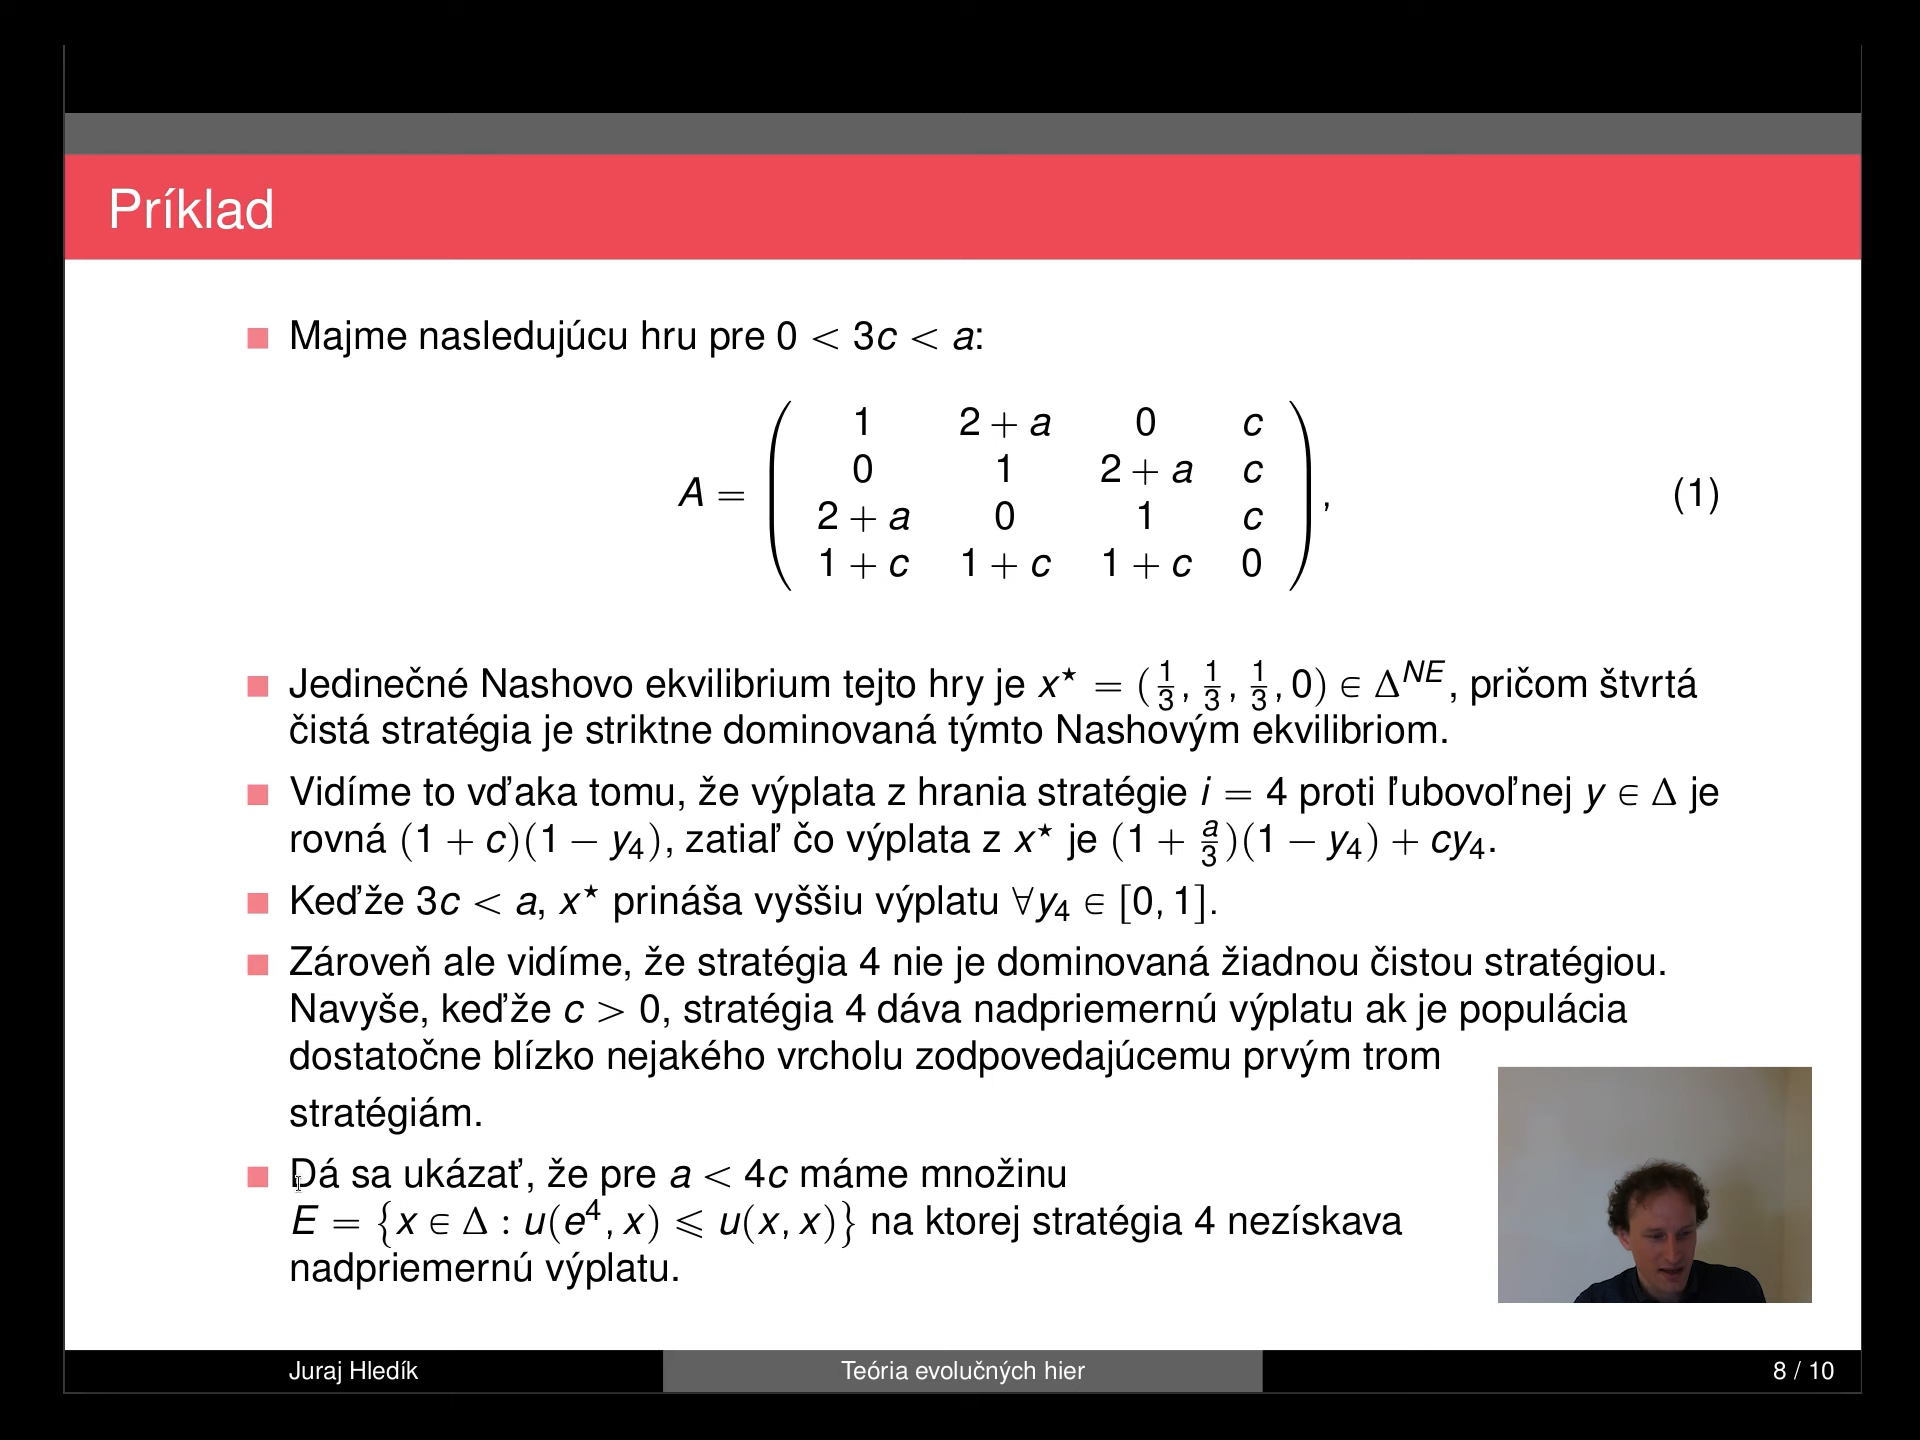 Príklad
Majme nasledujúcu hru pre 0 < 3c < a:
1 2 + a 0 c
0 1 2 + a c
A = 2 + a 0 1 c , (1)
1 + c 1 + c 1 + c 0
Jedinečné Nashovo ekvilibrium tejto hry je x⋆ = (1/3, 1/3, 1/3, 0) ∈ Δ^NE, pričom štvrtá
čistá stratégia je striktne dominovaná týmto Nashovým ekvilibriom.
Vidíme to vďaka tomu, že výplata z hrania stratégie i = 4 proti ľubovoľnej y ∈ Δ je
rovná (1 + c)(1 − y₄), zatiaľ čo výplata z x⋆ je (1 + a/3)(1 − y₄) + cy₄.
Keďže 3c < a, x⋆ prináša vyššiu výplatu ∀y₄ ∈ [0, 1].
Zároveň ale vidíme, že stratégia 4 nie je dominovaná žiadnou čistou stratégiou.
Navyše, keďže c > 0, stratégia 4 dáva nadpriemernú výplatu ak je populácia
dostatočne blízko nejakého vrcholu zodpovedajúcemu prvým trom
stratégiám.
Dá sa ukázať, že pre a < 4c máme množinu
E = {x ∈ Δ : u(e⁴, x) ⩽ u(x, x)} na ktorej stratégia 4 nezískava
nadpriemernú výplatu.
Juraj Hledík Teória evolučných hier 8 / 10